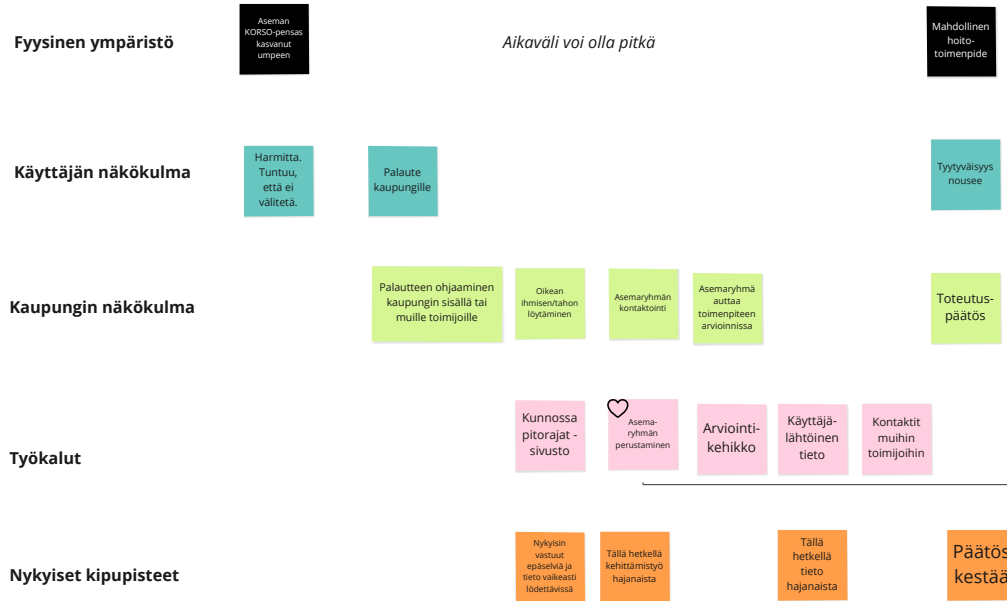 Fyysinen ympäristö
Aseman
KORSO-pensas
kasvanut
umpeen
Aikaväli voi olla pitkä
Mahdollinen
hoito-
toimenpide
Käyttäjän näkökulma
Harmitta.
Tuntuu,
että ei
välitetä.
Palaute
kaupungille
Tyytyväisyys
nousee
Kaupungin näkökulma
Palautteen ohjaaminen
kaupungin sisällä tai
muille toimijoille
Oikean
ihmisen/tahon
löytäminen
Asemaryhmän
kontaktointi
Asemaryhmä
auttaa
toimenpiteen
arvioinnissa
Toteutus-
päätös
Työkalut
Kunnossa
pitorajat -
sivusto
Asema-
ryhmän
perustaminen
Arviointi-
kehikko
Käyttäjä-
lähtöinen
tieto
Kontaktit
muihin
toimijoihin
Nykyiset kipupisteet
Nykyisin
vastuut
epäselviä ja
tieto vaikeasti
lödettävissä
Tällä hetkellä
kehittämistyö
hajanaista
Tällä
hetkellä
tieto
hajanaista
Päätös
kestää